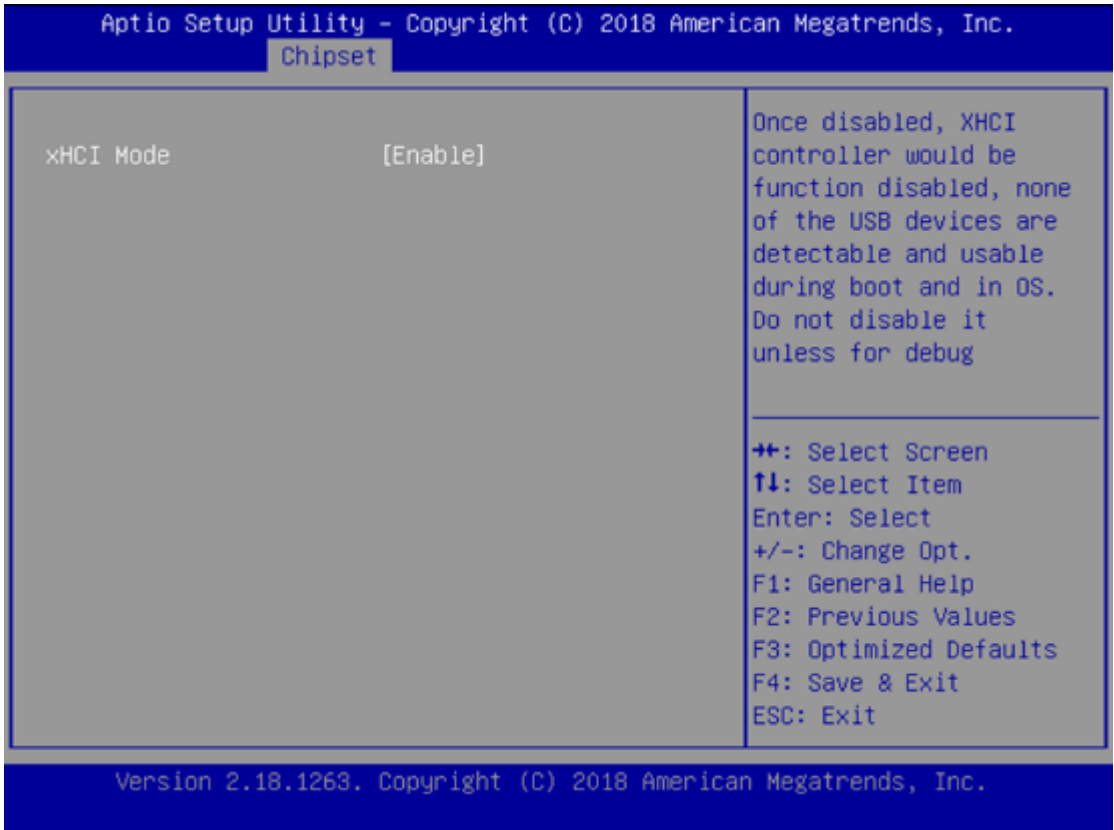 Aptio Setup Utility – Copyright (C) 2018 American Megatrends, Inc.
Chipset
xHCI Mode [Enable]
Once disabled, XHCI
controller would be
function disabled, none
of the USB devices are
detectable and usable
during boot and in OS.
Do not disable it
unless for debug
→←: Select Screen
↑↓: Select Item
Enter: Select
+/-: Change Opt.
F1: General Help
F2: Previous Values
F3: Optimized Defaults
F4: Save & Exit
ESC: Exit
Version 2.18.1263. Copyright (C) 2018 American Megatrends, Inc.